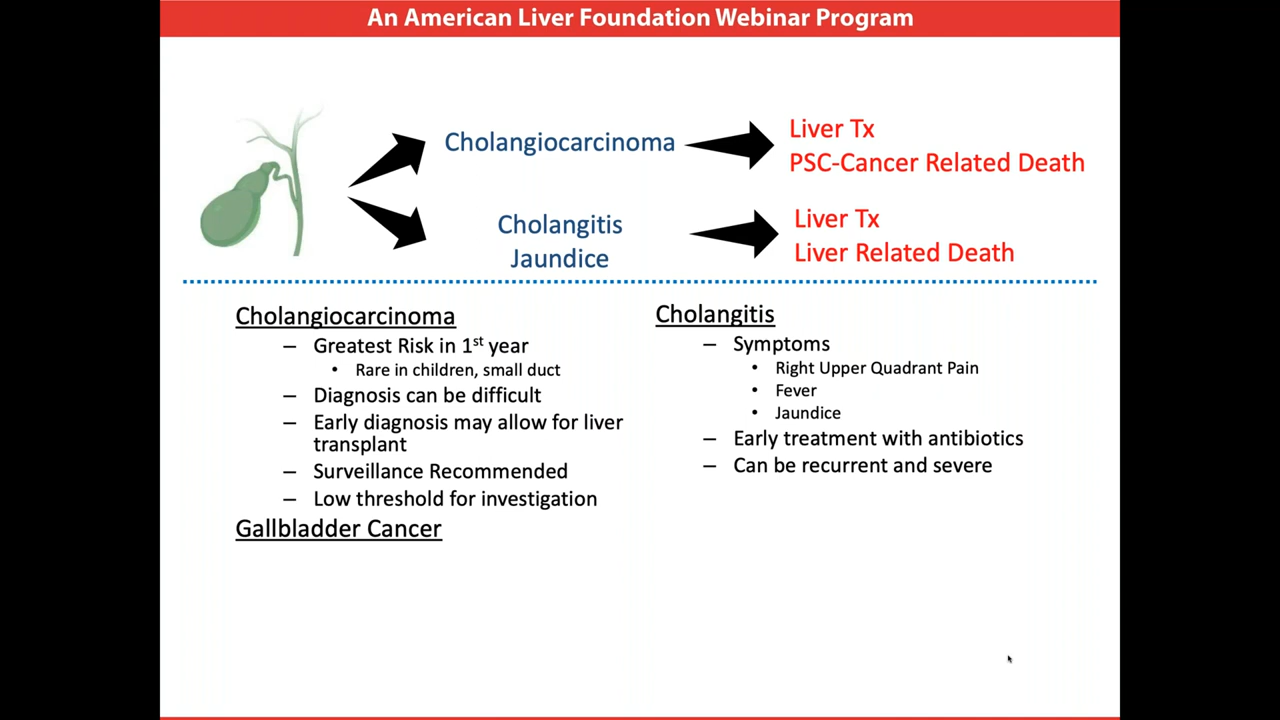 An American Liver Foundation Webinar Program
Cholangiocarcinoma
Liver Tx
PSC-Cancer Related Death
Cholangitis
Jaundice
Liver Tx
Liver Related Death
Cholangiocarcinoma
– Greatest Risk in 1st year
• Rare in children, small duct
– Diagnosis can be difficult
– Early diagnosis may allow for liver
transplant
– Surveillance Recommended
– Low threshold for investigation
Gallbladder Cancer
Cholangitis
– Symptoms
• Right Upper Quadrant Pain
• Fever
• Jaundice
– Early treatment with antibiotics
– Can be recurrent and severe